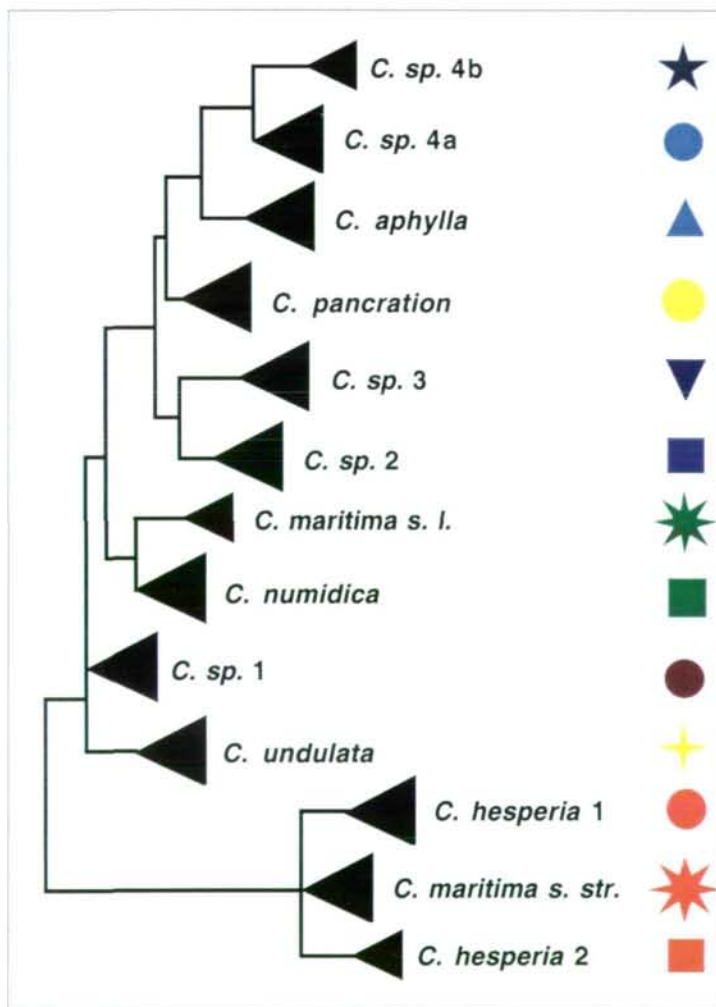 C. sp. 4b
C. sp. 4a
C. aphylla
C. pancration
C. sp. 3
C. sp. 2
C. maritima s. l.
C. numidica
C. sp. 1
C. undulata
C. hesperia 1
C. maritima s. str.
C. hesperia 2